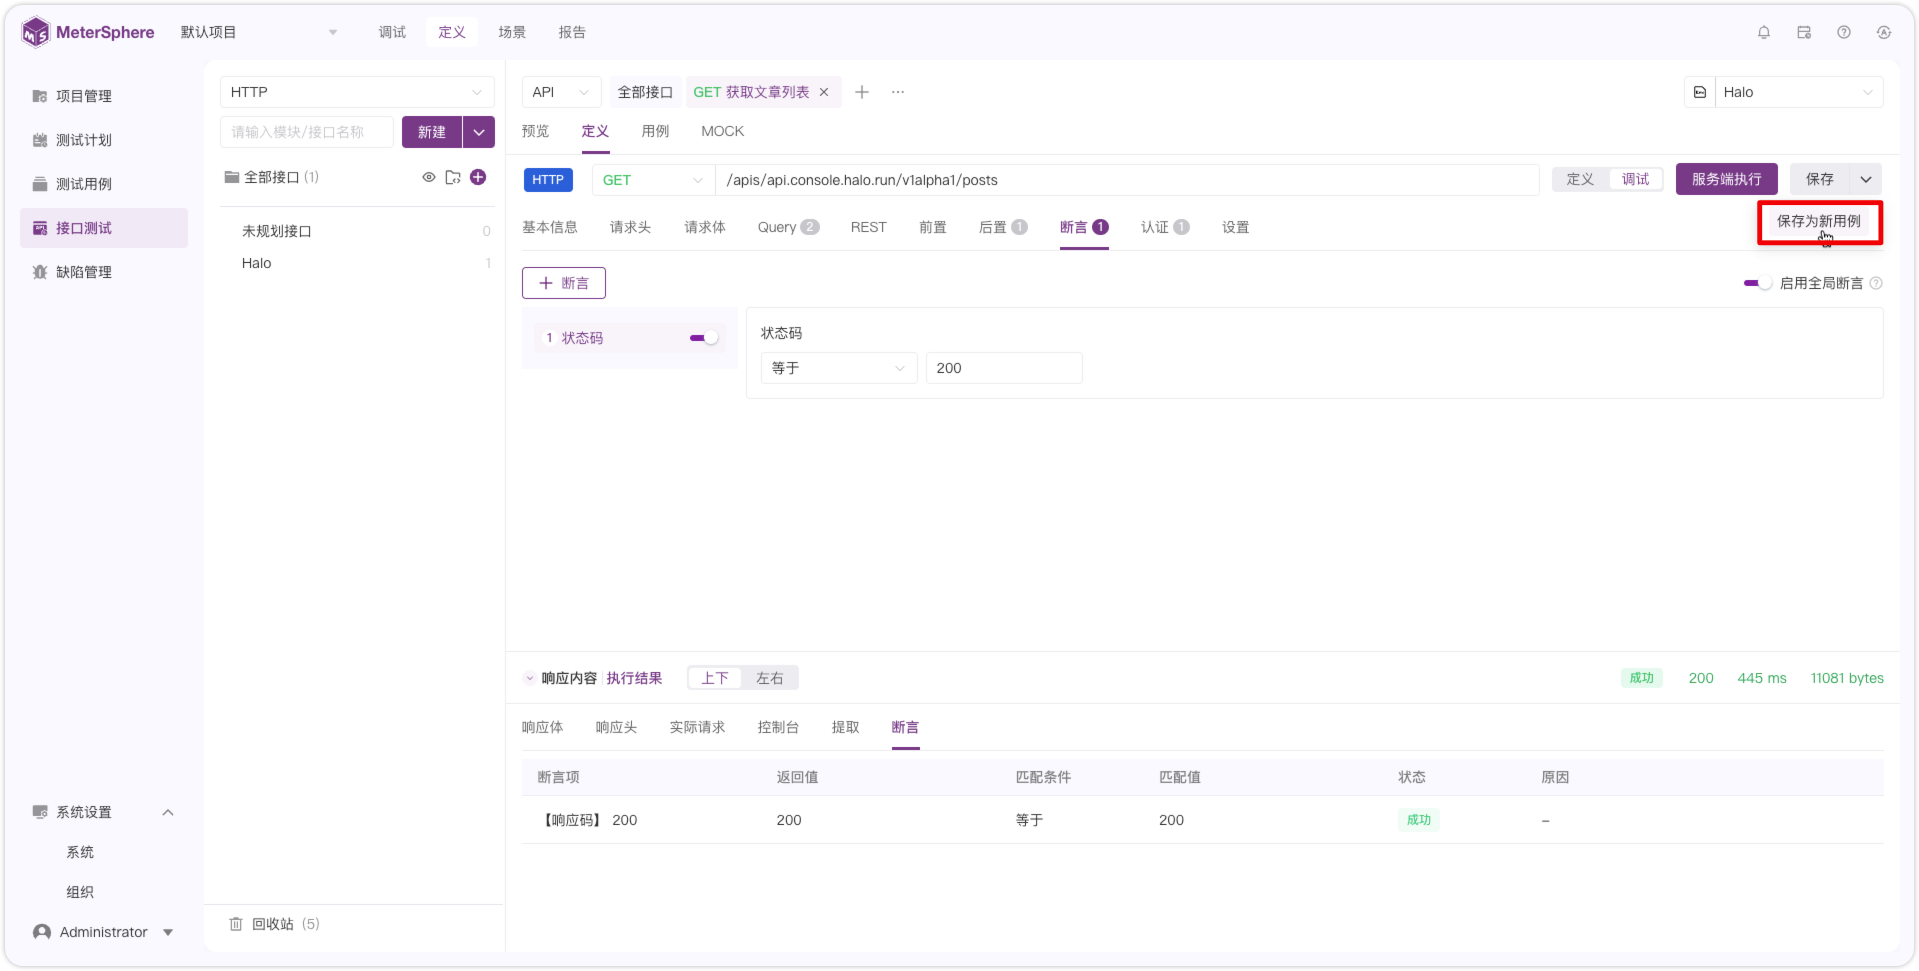 MeterSphere 默认项目 调试 定义 场景 报告
项目管理
测试计划
测试用例
接口测试
缺陷管理
系统设置
系统
组织
Administrator
HTTP
请输入模块/接口名称 新建
全部接口 (1)
未规划接口 0
Halo 1
回收站 (5)
API 全部接口 GET 获取文章列表 Halo
预览 定义 用例 MOCK
HTTP GET /apis/api.console.halo.run/v1alpha1/posts 定义 调试 服务端执行 保存
保存为新用例
基本信息 请求头 请求体 Query 2 REST 前置 后置 1 断言 1 认证 1 设置
断言 启用全局断言
1 状态码
状态码
等于 200
响应内容 执行结果 上下 左右 成功 200 445 ms 11081 bytes
响应体 响应头 实际请求 控制台 提取 断言
断言项 返回值 匹配条件 匹配值 状态 原因
【响应码】 200 200 等于 200 成功 –